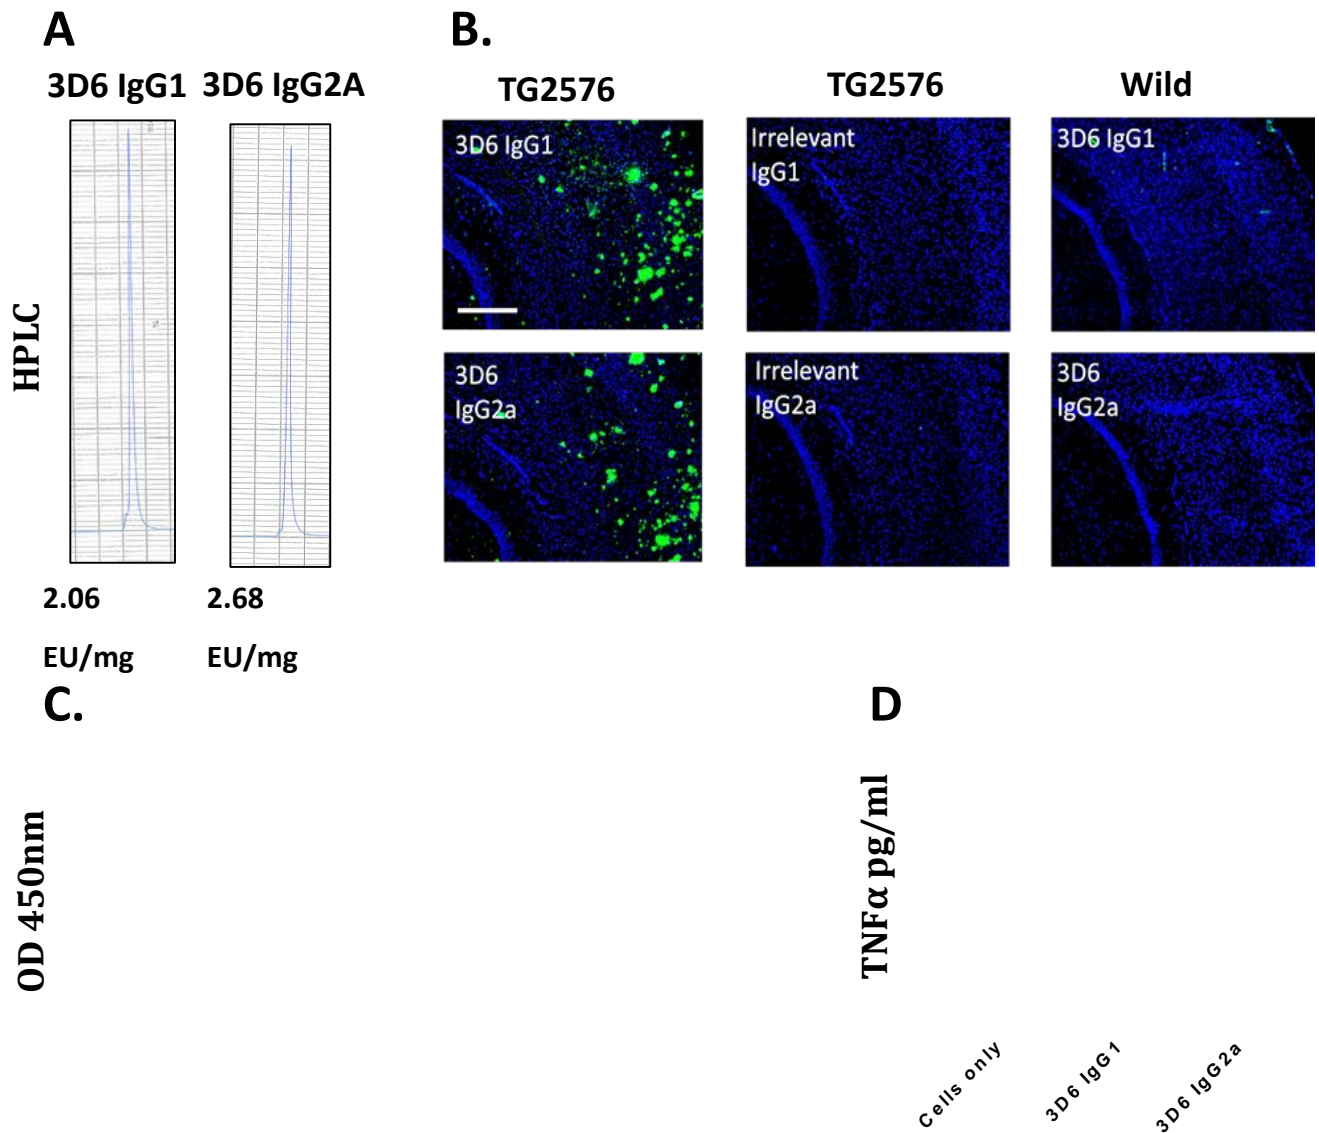 A
B.
3D6 IgG1
3D6 IgG2A
TG2576
TG2576
Wild
HPLC
3D6 IgG1
Irrelevant
IgG1
3D6 IgG1
3D6
IgG2a
Irrelevant
IgG2a
3D6
IgG2a
2.06
EU/mg
2.68
EU/mg
C.
D
OD 450nm
TNFα pg/ml
Cells only
3D6 IgG1
3D6 IgG2a